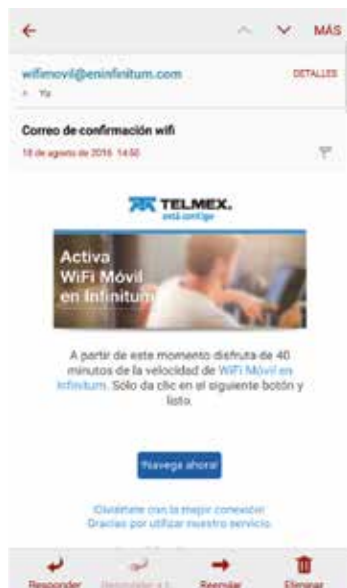 MÁS
wifimovil@eninfinitum.com
DETALLES
Yo
Correo de confirmación wifi
18 de agosto de 2016 14:50
TELMEX.
está contigo
Activa
WiFi Móvil
en Infinitum
A partir de este momento disfruta de 40
minutos de la velocidad de WiFi Móvil en
Infinitum. Sólo da clic en el siguiente botón y
listo.
¡Navega ahora!
Diviértete con la mejor conexión
Gracias por utilizar nuestro servicio.
Responder
Responder a t...
Reenviar
Eliminar